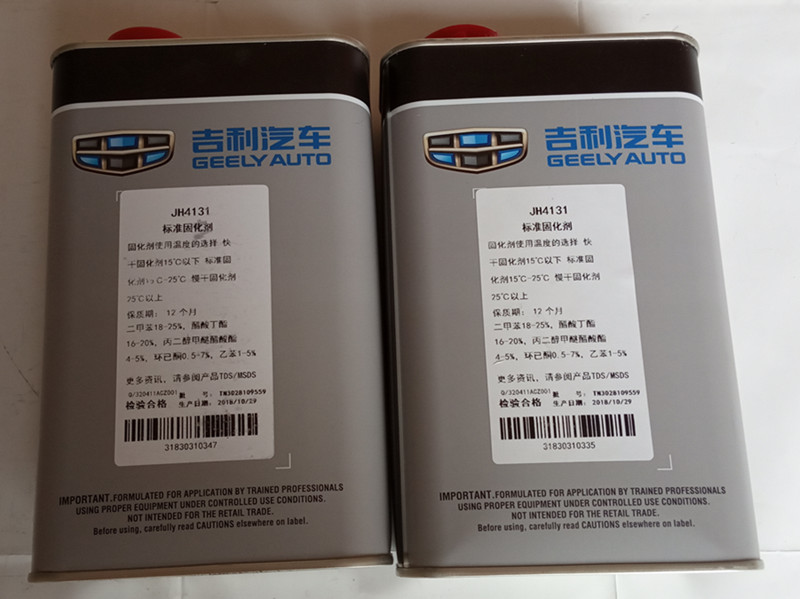 吉利汽车
GEELY AUTO
JH4131
标准固化剂
固化剂使用温度的选择 快
干固化剂15℃以下 标准固
化剂15℃-25℃ 慢干固化剂
25℃以上
保质期: 12个月
二甲苯18-25%, 醋酸丁酯
16-20%, 丙二醇甲醚醋酸酯
4-5%, 环已酮0.5-7%, 乙苯1-5%
更多资讯, 请参阅产品TDS/MSDS
Q/320411ACZ001 批 号: TN3028109559
检验合格 生产日期: 2018/10/29
31830310347
IMPORTANT. FORMULATED FOR APPLICATION BY TRAINED PROFESSIONALS
USING PROPER EQUIPMENT UNDER CONTROLLED USE CONDITIONS.
NOT INTENDED FOR THE RETAIL TRADE.
Before using, carefully read CAUTIONS elsewhere on label.
吉利汽车
GEELY AUTO
JH4131
标准固化剂
固化剂使用温度的选择 快
干固化剂15℃以下 标准固
化剂15℃-25℃ 慢干固化剂
25℃以上
保质期: 12个月
二甲苯18-25%, 醋酸丁酯
16-20%, 丙二醇甲醚醋酸酯
4-5%, 环已酮0.5-7%, 乙苯1-5%
更多资讯, 请参阅产品TDS/MSDS
Q/320411ACZ001 批 号: TN3028109559
检验合格 生产日期: 2018/10/29
31830310335
IMPORTANT. FORMULATED FOR APPLICATION BY TRAINED PROFESSIONALS
USING PROPER EQUIPMENT UNDER CONTROLLED USE CONDITIONS.
NOT INTENDED FOR THE RETAIL TRADE.
Before using, carefully read CAUTIONS elsewhere on label.